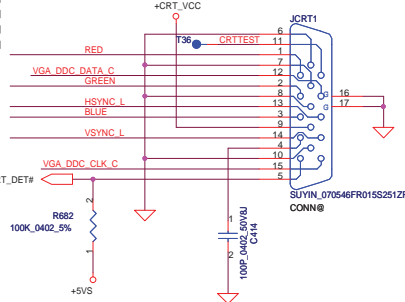 +CRT_VCC
JCRT1
6
T36
CRTTEST
11
RED
1
7
VGA_DDC_DATA_C
12
GREEN
2
8
G
16
HSYNC_L
13
G
17
BLUE
3
9
VSYNC_L
14
4
10
VGA_DDC_CLK_C
15
RT_DET#
5
SUYIN_070546FR015S251ZR
CONN@
2
R682
100K_0402_5%
1
+5VS
1
2
100P_0402_50V8J
C414